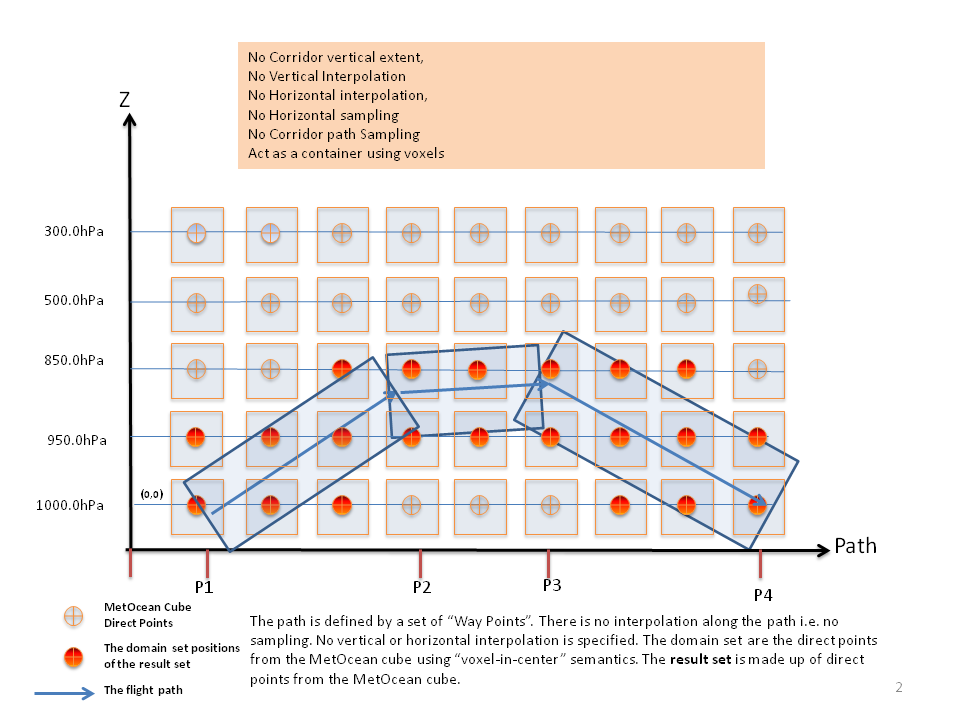 No Corridor vertical extent,
No Vertical Interpolation
No Horizontal interpolation,
No Horizontal sampling
No Corridor path Sampling
Act as a container using voxels
Z
300.0hPa
500.0hPa
850.0hPa
950.0hPa
1000.0hPa
(0,0)
Path
P1
P2
P3
P4
MetOcean Cube
Direct Points
The domain set positions
of the result set
The flight path
The path is defined by a set of “Way Points”. There is no interpolation along the path i.e. no
sampling. No vertical or horizontal interpolation is specified. The domain set are the direct points
from the MetOcean cube using “voxel-in-center” semantics. The result set is made up of direct
points from the MetOcean cube.
2